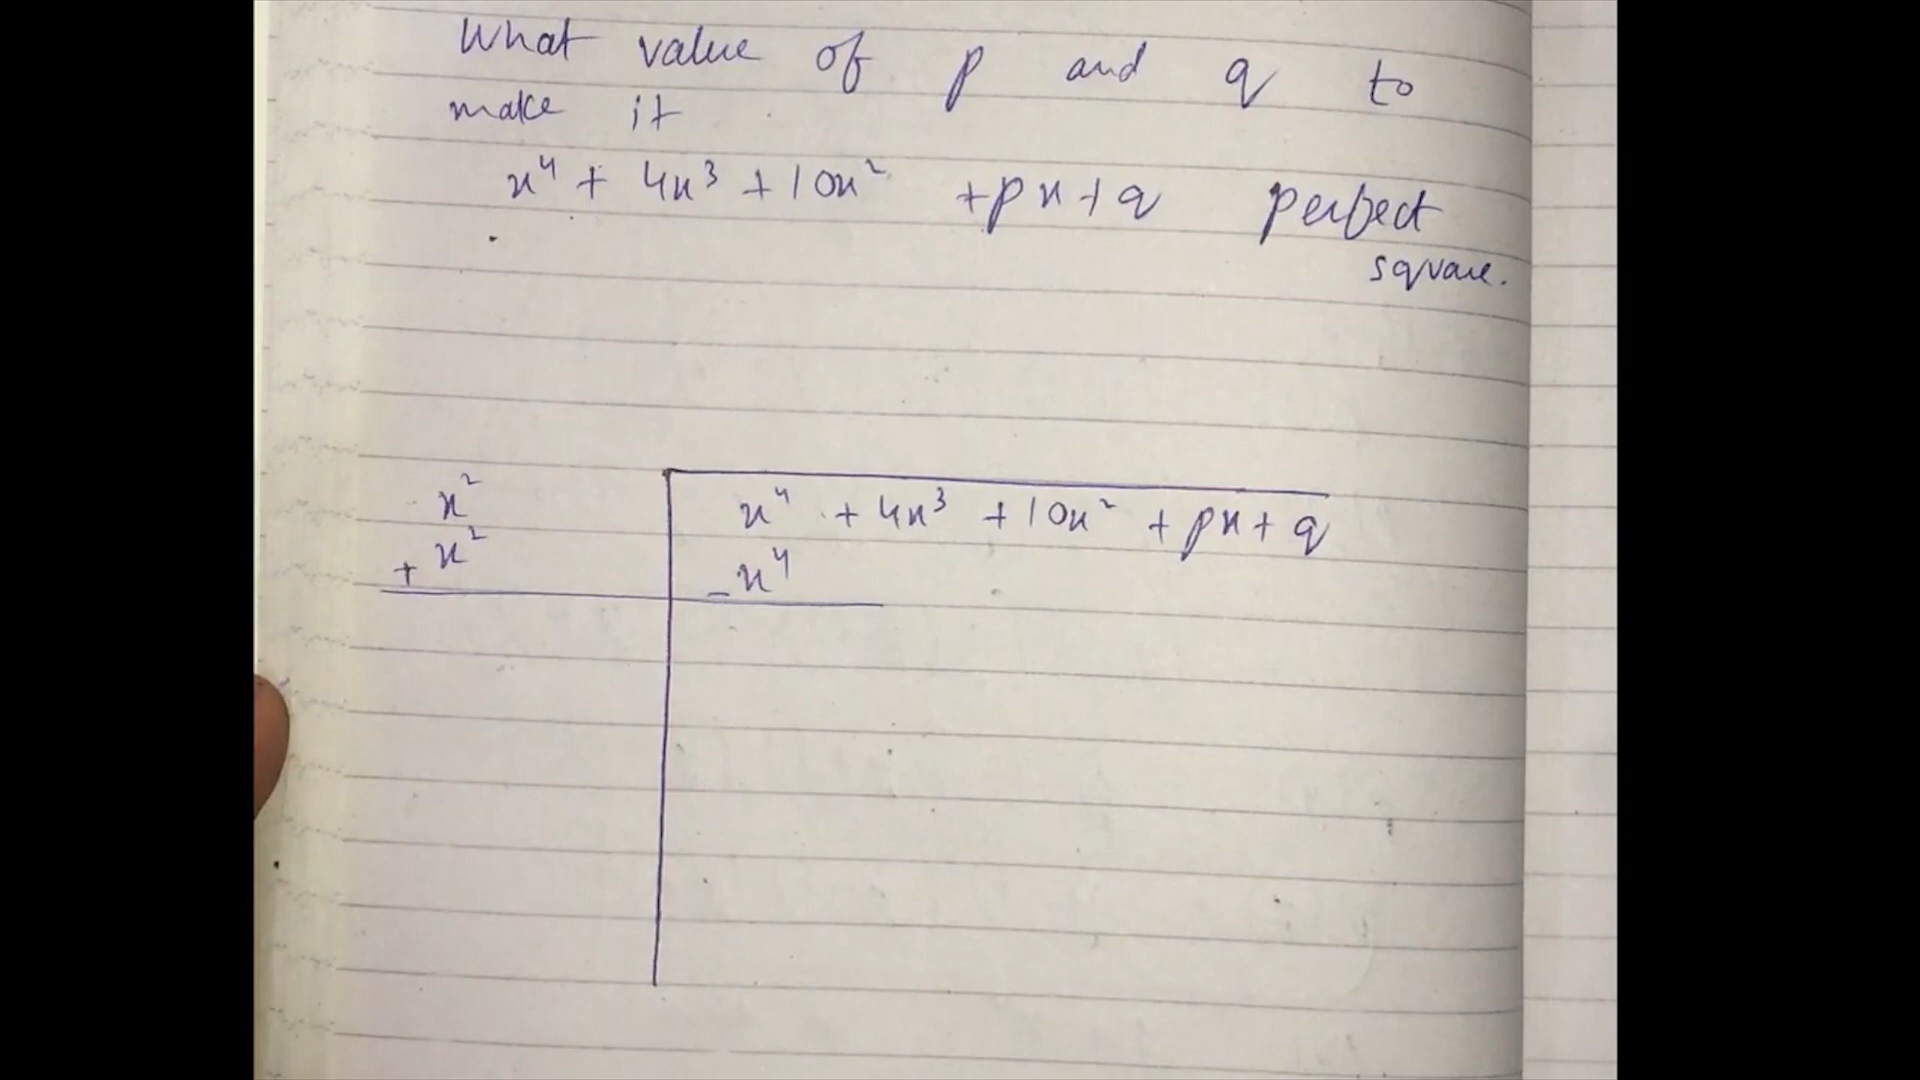 What value of p and q to
make it
x⁴ + 4x³ + 10x² + px + q perfect
square.
x² x⁴ + 4x³ + 10x² + px + q
+ x² - x⁴